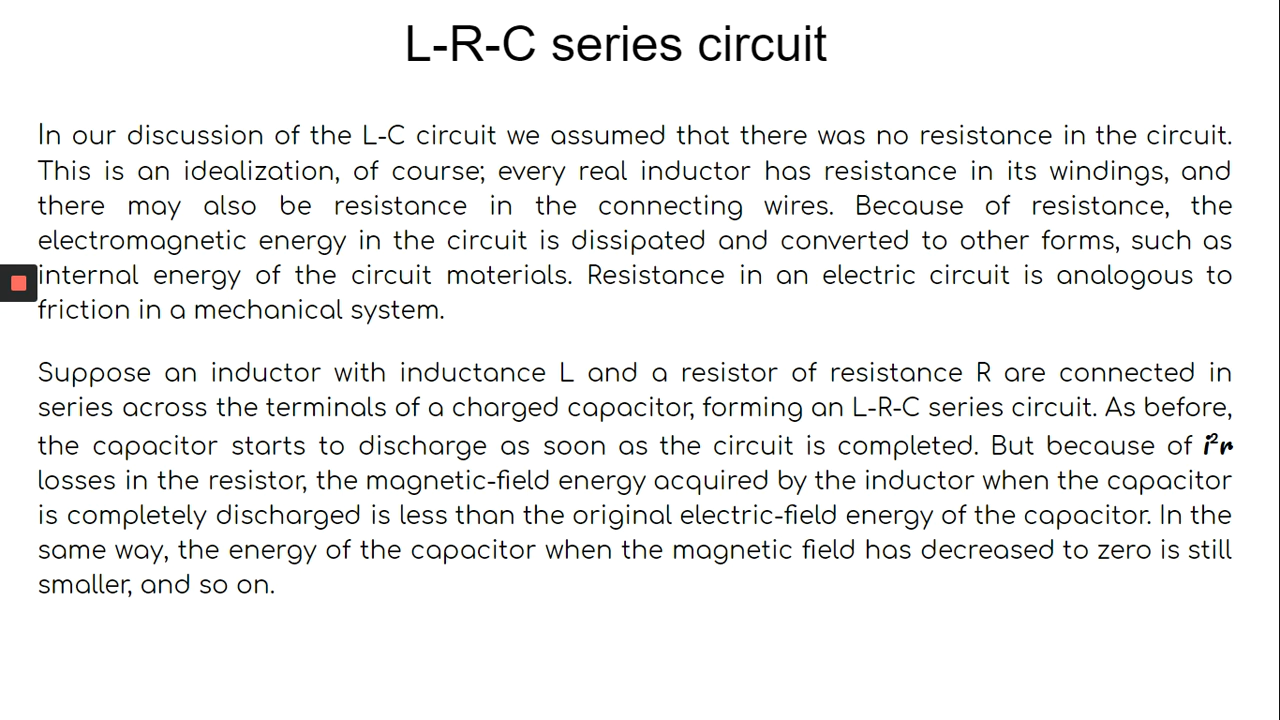 L-R-C series circuit
In our discussion of the L-C circuit we assumed that there was no resistance in the circuit.
This is an idealization, of course; every real inductor has resistance in its windings, and
there may also be resistance in the connecting wires. Because of resistance, the
electromagnetic energy in the circuit is dissipated and converted to other forms, such as
internal energy of the circuit materials. Resistance in an electric circuit is analogous to
friction in a mechanical system.
Suppose an inductor with inductance L and a resistor of resistance R are connected in
series across the terminals of a charged capacitor, forming an L-R-C series circuit. As before,
the capacitor starts to discharge as soon as the circuit is completed. But because of i²r
losses in the resistor, the magnetic-field energy acquired by the inductor when the capacitor
is completely discharged is less than the original electric-field energy of the capacitor. In the
same way, the energy of the capacitor when the magnetic field has decreased to zero is still
smaller, and so on.